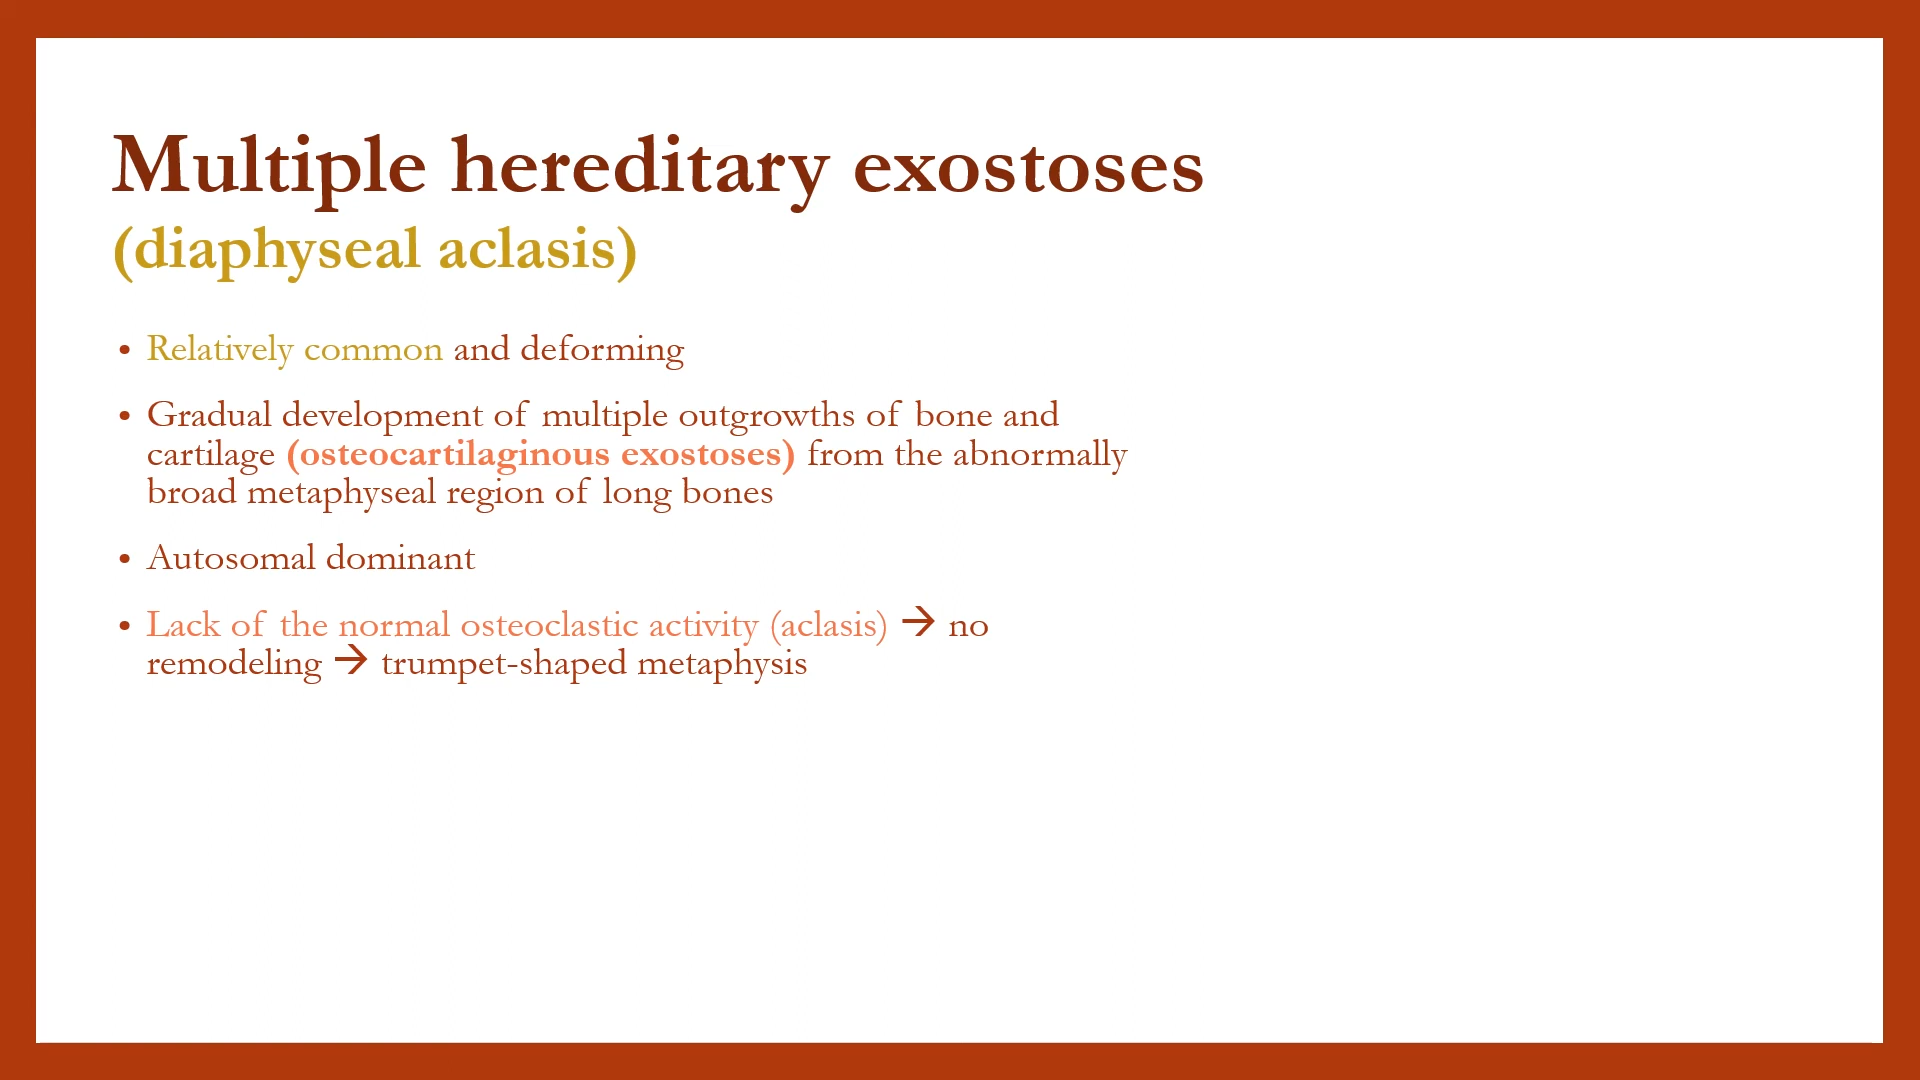 Multiple hereditary exostoses
(diaphyseal aclasis)
• Relatively common and deforming
• Gradual development of multiple outgrowths of bone and
cartilage (osteocartilaginous exostoses) from the abnormally
broad metaphyseal region of long bones
• Autosomal dominant
• Lack of the normal osteoclastic activity (aclasis) → no
remodeling → trumpet-shaped metaphysis